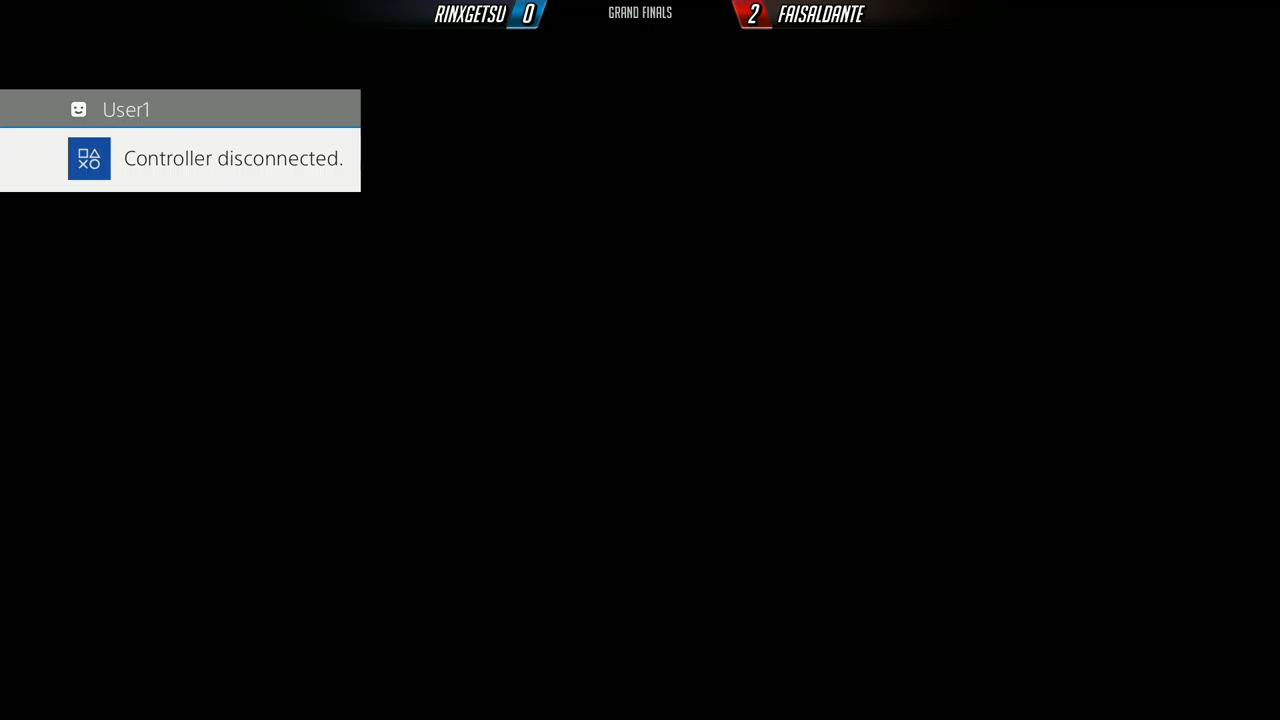 RINXGETSU 0 GRAND FINALS 2 FAISALDANTE
User1
Controller disconnected.